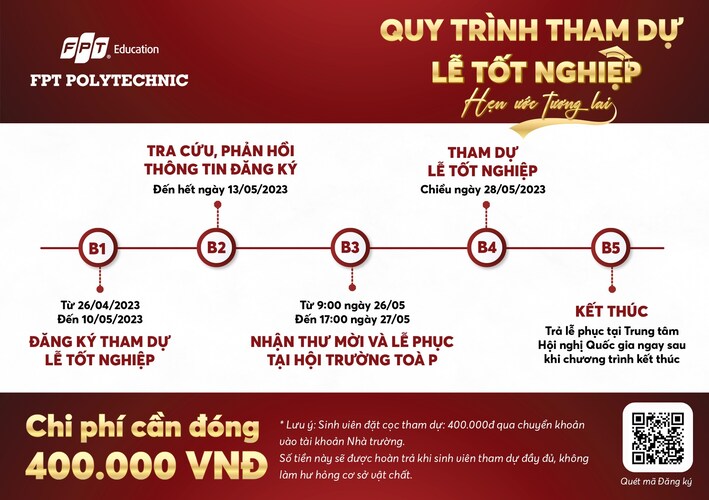 FPT Education
FPT POLYTECHNIC
QUY TRÌNH THAM DỰ
LỄ TỐT NGHIỆP
Hẹn ước tương lai
TRA CỨU, PHẢN HỒI
THÔNG TIN ĐĂNG KÝ
Đến hết ngày 13/05/2023
THAM DỰ
LỄ TỐT NGHIỆP
Chiều ngày 28/05/2023
B1
B2
B3
B4
B5
Từ 26/04/2023
Đến 10/05/2023
ĐĂNG KÝ THAM DỰ
LỄ TỐT NGHIỆP
Từ 9:00 ngày 26/05
Đến 17:00 ngày 27/05
NHẬN THƯ MỜI VÀ LỄ PHỤC
TẠI HỘI TRƯỜNG TOÀ P
KẾT THÚC
Trả lễ phục tại Trung tâm
Hội nghị Quốc gia ngay sau
khi chương trình kết thúc
Chi phí cần đóng
400.000 VNĐ
* Lưu ý: Sinh viên đặt cọc tham dự: 400.000đ qua chuyển khoản
vào tài khoản Nhà trường.
Số tiền này sẽ được hoàn trả khi sinh viên tham dự đầy đủ, không
làm hư hỏng cơ sở vật chất.
Quét mã Đăng ký